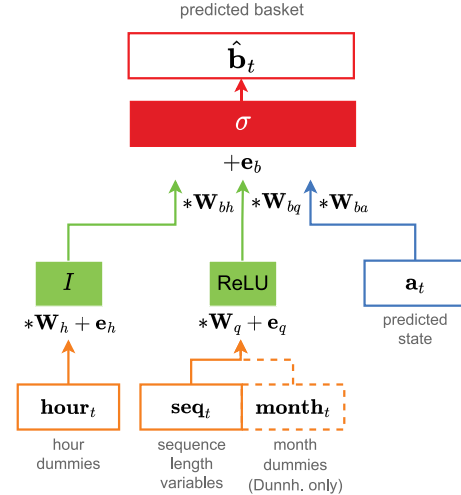 predicted basket
b̂_t
σ
+e_b
*W_bh *W_bq *W_ba
I ReLU a_t
*W_h + e_h *W_q + e_q predicted
state
hour_t seq_t month_t
hour sequence month
dummies length dummies
variables (Dunnh. only)